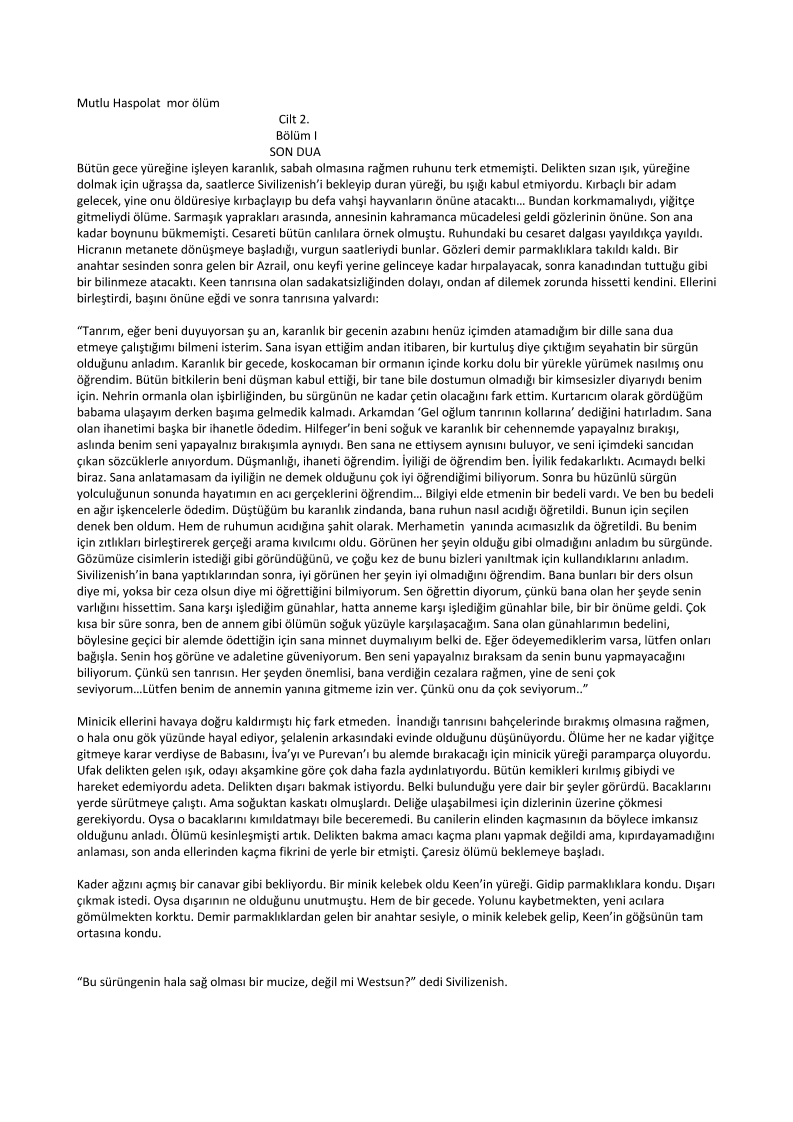 Mutlu Haspolat  mor ölüm
Cilt 2.
Bölüm I
SON DUA
Bütün gece yüreğine işleyen karanlık, sabah olmasına rağmen ruhunu terk etmemişti. Delikten sızan ışık, yüreğine
dolmak için uğraşsa da, saatlerce Sivilizenish’i bekleyip duran yüreği, bu ışığı kabul etmiyordu. Kırbaçlı bir adam
gelecek, yine onu öldüresiye kırbaçlayıp bu defa vahşi hayvanların önüne atacaktı… Bundan korkmamalıydı, yiğitçe
gitmeliydi ölüme. Sarmaşık yaprakları arasında, annesinin kahramanca mücadelesi geldi gözlerinin önüne. Son ana
kadar boynunu bükmemişti. Cesareti bütün canlılara örnek olmuştu. Ruhundaki bu cesaret dalgası yayıldıkça yayıldı.
Hicranın metanete dönüşmeye başladığı, vurgun saatleriydi bunlar. Gözleri demir parmaklıklara takıldı kaldı. Bir
anahtar sesinden sonra gelen bir Azrail, onu keyfi yerine gelinceye kadar hırpalayacak, sonra kanadından tuttuğu gibi
bir bilinmeze atacaktı. Keen tanrısına olan sadakatsizliğinden dolayı, ondan af dilemek zorunda hissetti kendini. Ellerini
birleştirdi, başını önüne eğdi ve sonra tanrısına yalvardı:
“Tanrım, eğer beni duyuyorsan şu an, karanlık bir gecenin azabını henüz içimden atamadığım bir dille sana dua
etmeye çalıştığımı bilmeni isterim. Sana isyan ettiğim andan itibaren, bir kurtuluş diye çıktığım seyahatin bir sürgün
olduğunu anladım. Karanlık bir gecede, koskocaman bir ormanın içinde korku dolu bir yürekle yürümek nasılmış onu
öğrendim. Bütün bitkilerin beni düşman kabul ettiği, bir tane bile dostumun olmadığı bir kimsesizler diyarıydı benim
için. Nehrin ormanla olan işbirliğinden, bu sürgünün ne kadar çetin olacağını fark ettim. Kurtarıcım olarak gördüğüm
babama ulaşayım derken başıma gelmedik kalmadı. Arkamdan ‘Gel oğlum tanrının kollarına’ dediğini hatırladım. Sana
olan ihanetimi başka bir ihanetle ödedim. Hilfeger’in beni soğuk ve karanlık bir cehennemde yapayalnız bırakışı,
aslında benim seni yapayalnız bırakışımla aynıydı. Ben sana ne ettiysem aynısını buluyor, ve seni içimdeki sancıdan
çıkan sözcüklerle anıyordum. Düşmanlığı, ihaneti öğrendim. İyiliği de öğrendim ben. İyilik fedakarlıktı. Acımaydı belki
biraz. Sana anlatamasam da iyiliğin ne demek olduğunu çok iyi öğrendiğimi biliyorum. Sonra bu hüzünlü sürgün
yolculuğunun sonunda hayatımın en acı gerçeklerini öğrendim… Bilgiyi elde etmenin bir bedeli vardı. Ve ben bu bedeli
en ağır işkencelerle ödedim. Düştüğüm bu karanlık zindanda, bana ruhun nasıl acıdığı öğretildi. Bunun için seçilen
denek ben oldum. Hem de ruhumun acıdığına şahit olarak. Merhametin  yanında acımasızlık da öğretildi. Bu benim
için zıtlıkları birleştirerek gerçeği arama kıvılcımı oldu. Görünen her şeyin olduğu gibi olmadığını anladım bu sürgünde.
Gözümüze cisimlerin istediği gibi göründüğünü, ve çoğu kez de bunu bizleri yanıltmak için kullandıklarını anladım.
Sivilizenish’in bana yaptıklarından sonra, iyi görünen her şeyin iyi olmadığını öğrendim. Bana bunları bir ders olsun
diye mi, yoksa bir ceza olsun diye mi öğrettiğini bilmiyorum. Sen öğrettin diyorum, çünkü bana olan her şeyde senin
varlığını hissettim. Sana karşı işlediğim günahlar, hatta anneme karşı işlediğim günahlar bile, bir bir önüme geldi. Çok
kısa bir süre sonra, ben de annem gibi ölümün soğuk yüzüyle karşılaşacağım. Sana olan günahlarımın bedelini,
böylesine geçici bir alemde ödettiğin için sana minnet duymalıyım belki de. Eğer ödeyemediklerim varsa, lütfen onları
bağışla. Senin hoş görüne ve adaletine güveniyorum. Ben seni yapayalnız bıraksam da senin bunu yapmayacağını
biliyorum. Çünkü sen tanrısın. Her şeyden önemlisi, bana verdiğin cezalara rağmen, yine de seni çok
seviyorum…Lütfen benim de annemin yanına gitmeme izin ver. Çünkü onu da çok seviyorum..”
Minicik ellerini havaya doğru kaldırmıştı hiç fark etmeden.  İnandığı tanrısını bahçelerinde bırakmış olmasına rağmen,
o hala onu gök yüzünde hayal ediyor, şelalenin arkasındaki evinde olduğunu düşünüyordu. Ölüme her ne kadar yiğitçe
gitmeye karar verdiyse de Babasını, İva’yı ve Purevan’ı bu alemde bırakacağı için minicik yüreği paramparça oluyordu.
Ufak delikten gelen ışık, odayı akşamkine göre çok daha fazla aydınlatıyordu. Bütün kemikleri kırılmış gibiydi ve
hareket edemiyordu adeta. Delikten dışarı bakmak istiyordu. Belki bulunduğu yere dair bir şeyler görürdü. Bacaklarını
yerde sürütmeye çalıştı. Ama soğuktan kaskatı olmuşlardı. Deliğe ulaşabilmesi için dizlerinin üzerine çökmesi
gerekiyordu. Oysa o bacaklarını kımıldatmayı bile beceremedi. Bu canilerin elinden kaçmasının da böylece imkansız
olduğunu anladı. Ölümü kesinleşmişti artık. Delikten bakma amacı kaçma planı yapmak değildi ama, kıpırdayamadığını
anlaması, son anda ellerinden kaçma fikrini de yerle bir etmişti. Çaresiz ölümü beklemeye başladı.
Kader ağzını açmış bir canavar gibi bekliyordu. Bir minik kelebek oldu Keen’in yüreği. Gidip parmaklıklara kondu. Dışarı
çıkmak istedi. Oysa dışarının ne olduğunu unutmuştu. Hem de bir gecede. Yolunu kaybetmekten, yeni acılara
gömülmekten korktu. Demir parmaklıklardan gelen bir anahtar sesiyle, o minik kelebek gelip, Keen’in göğsünün tam
ortasına kondu.
“Bu sürüngenin hala sağ olması bir mucize, değil mi Westsun?” dedi Sivilizenish.